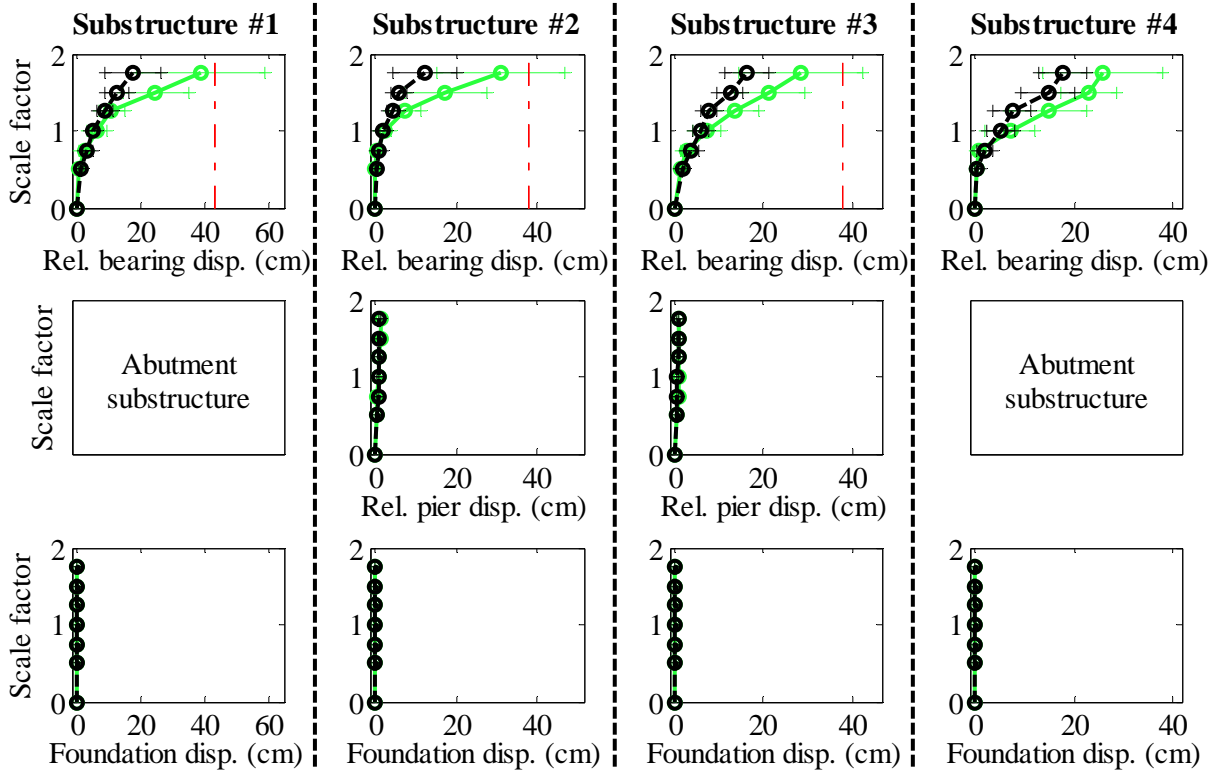 Substructure #1 Substructure #2 Substructure #3 Substructure #4
Scale factor
2
1
0
0 20 40 60
Rel. bearing disp. (cm)
2
1
0
0 20 40
Rel. bearing disp. (cm)
2
1
0
0 20 40
Rel. bearing disp. (cm)
2
1
0
0 20 40
Rel. bearing disp. (cm)
Scale factor
Abutment
substructure
2
1
0
0 20 40
Rel. pier disp. (cm)
2
1
0
0 20 40
Rel. pier disp. (cm)
Abutment
substructure
Scale factor
2
1
0
0 20 40 60
Foundation disp. (cm)
2
1
0
0 20 40
Foundation disp. (cm)
2
1
0
0 20 40
Foundation disp. (cm)
2
1
0
0 20 40
Foundation disp. (cm)